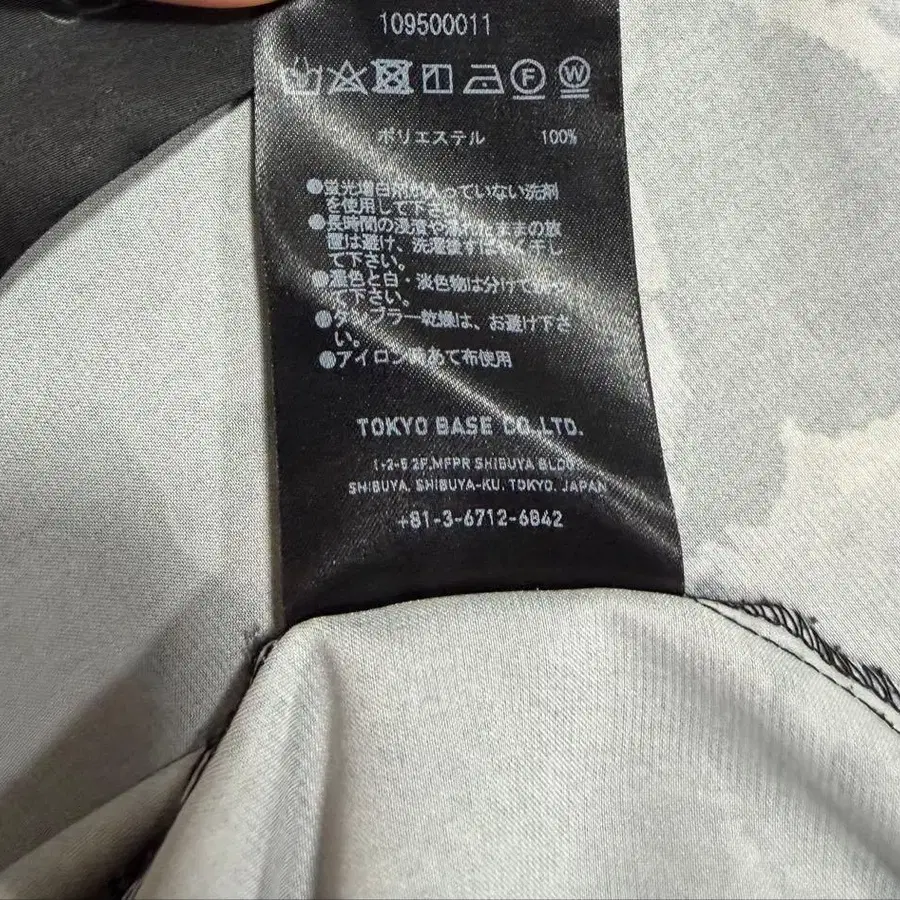 109500011
F W
ポリエステル 100%
●蛍光増白剤の入っていない洗剤
を使用して下さい。
●長時間の浸漬や濡れたままの放
置は避け、洗濯後すばやく干し
て下さい。
●濃色と白・淡色物は分けて洗っ
て下さい。
●タンブラー乾燥は、お避け下さ
い。
●アイロン時あて布使用
TOKYO BASE CO.LTD.
1-2-5 2F.MFPR SHIBUYA BLDG
SHIBUYA, SHIBUYA-KU. TOKYO. JAPAN
+81-3-6712-6842